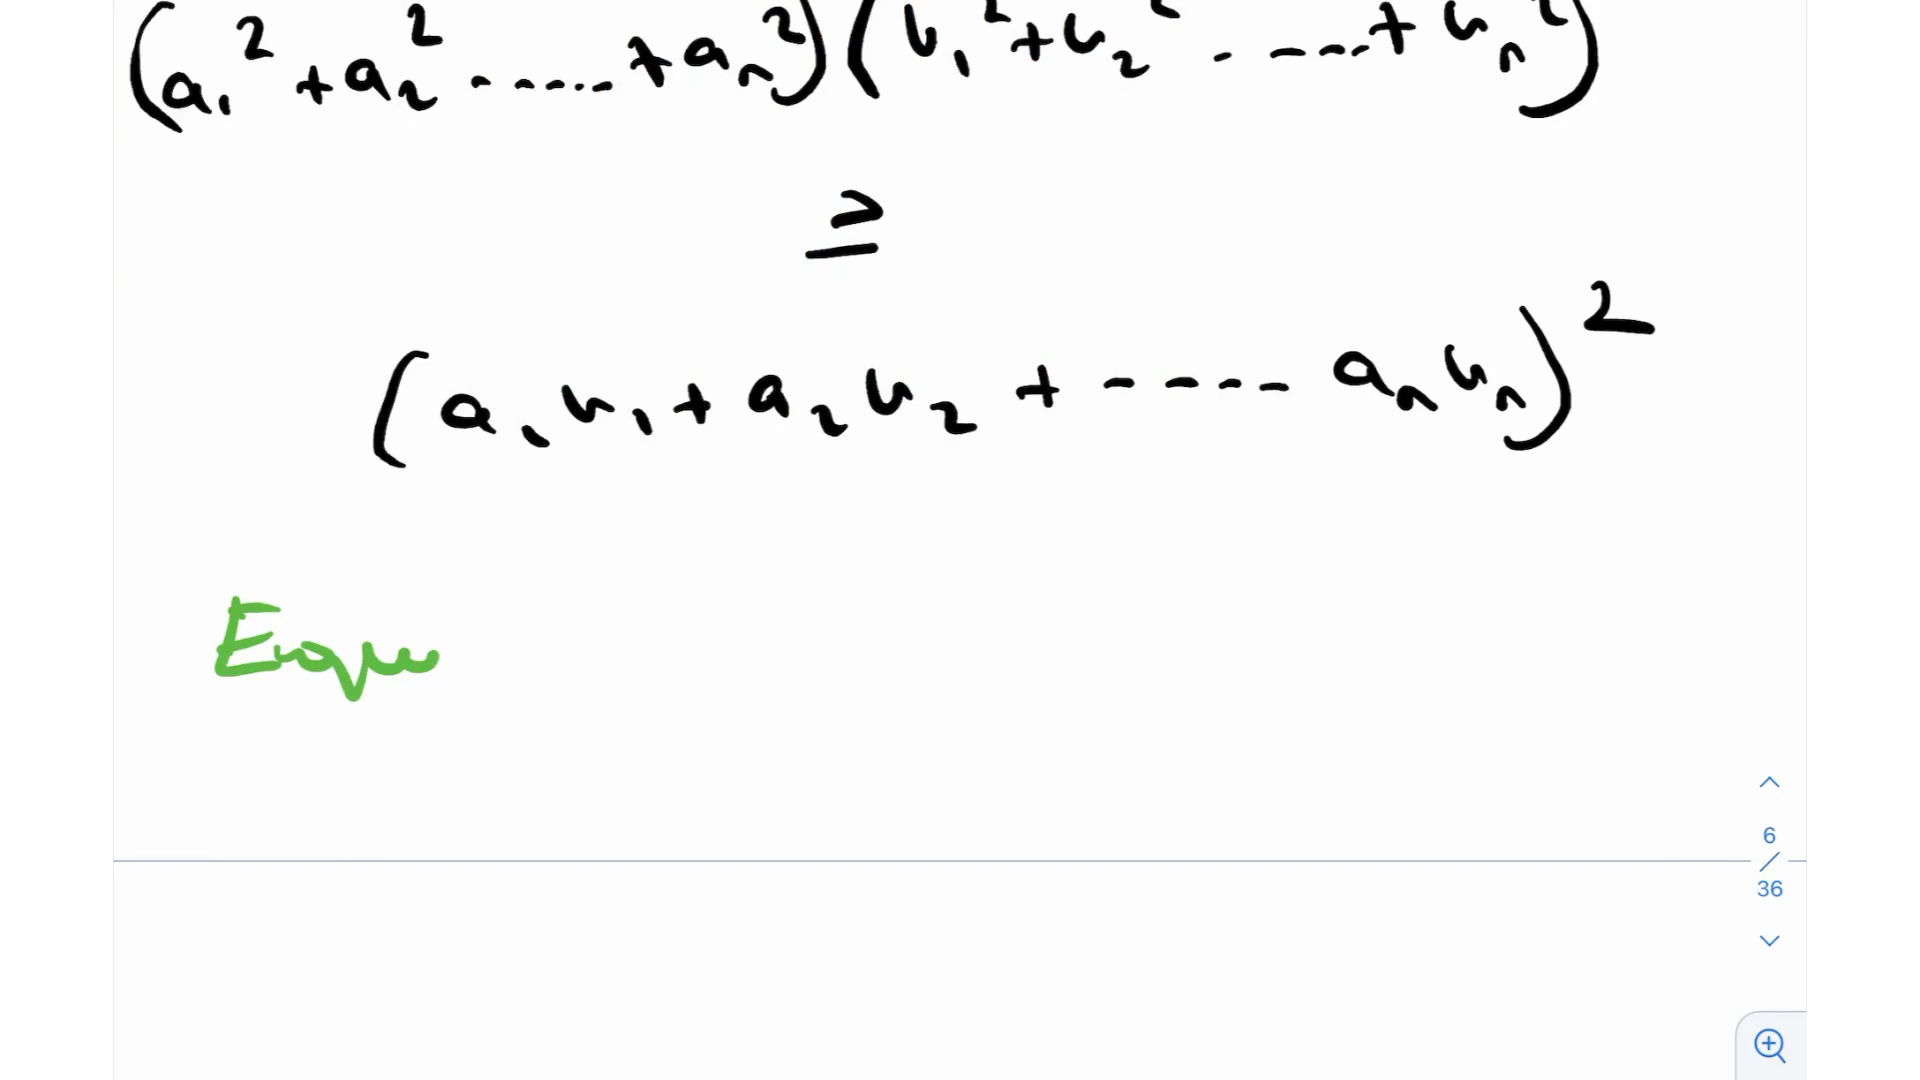 (a₁² + a₂² - ..... + aₙ²)(b₁² + b₂² - ---.. + bₙ²)
≥
(a₁b₁ + a₂b₂ + ---- aₙbₙ)²
Equ
6
/
36